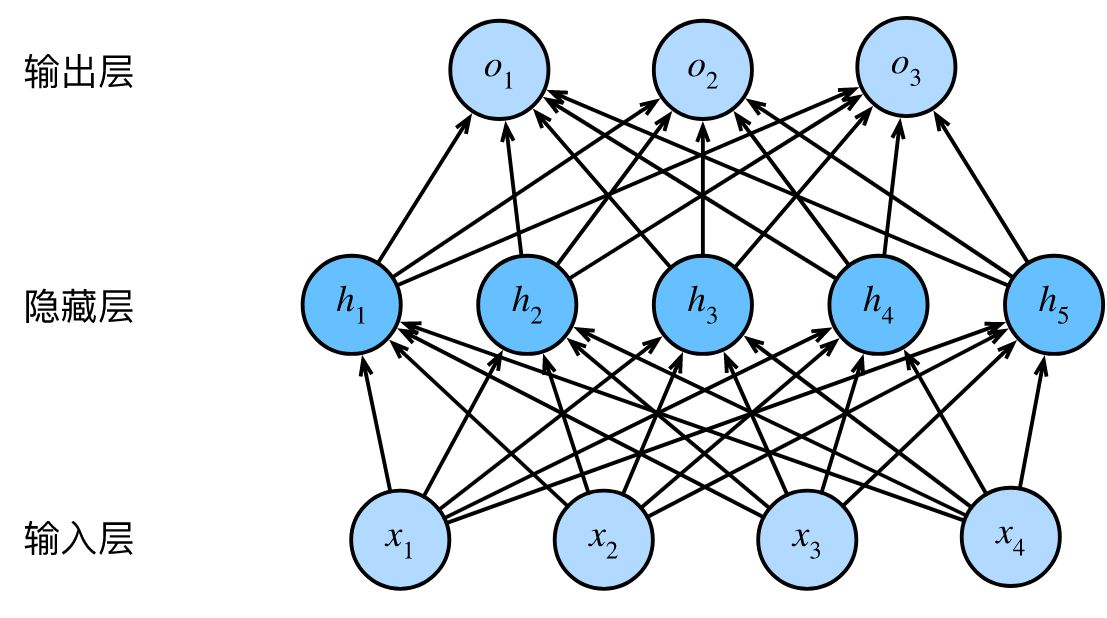 输出层 o₁ o₂ o₃
隐藏层 h₁ h₂ h₃ h₄ h₅
输入层 x₁ x₂ x₃ x₄